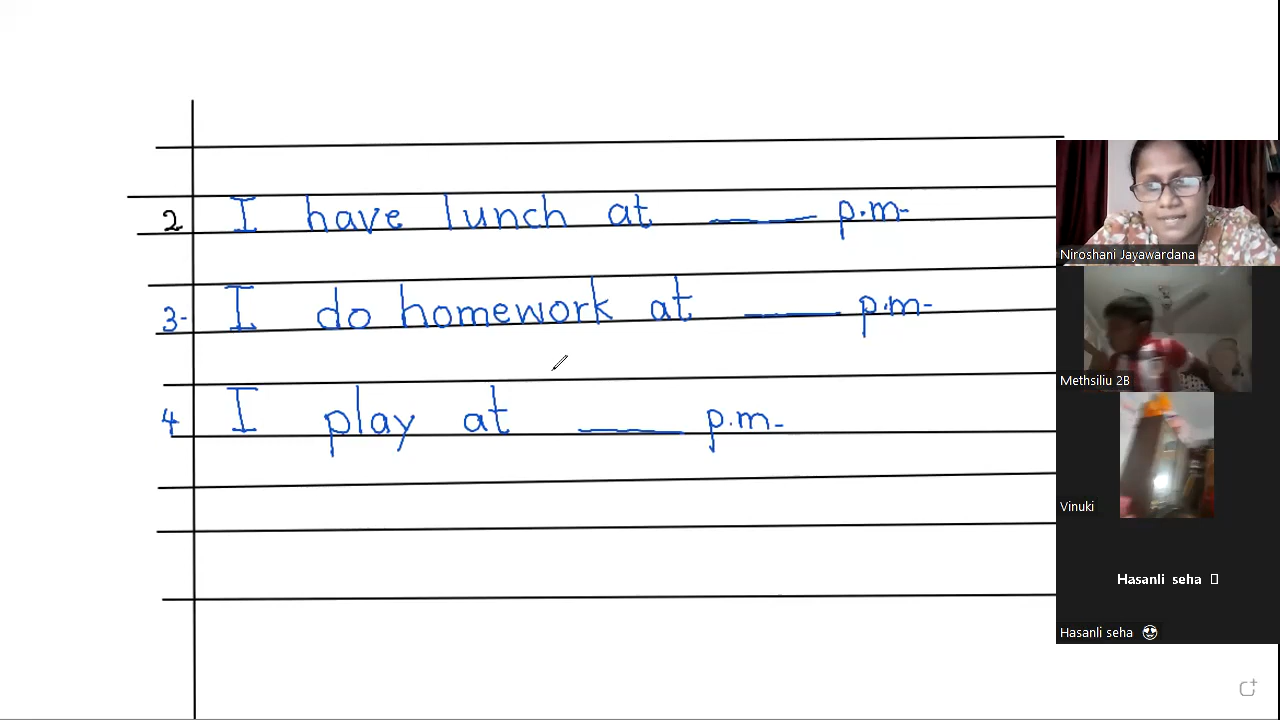 2 I have lunch at ____ p.m.
3. I do homework at ____ p.m.
4 I play at ____ p.m.
Niroshani Jayawardana
Methsiliu 2B
Vinuki
Hasanli seha
Hasanli seha 😍